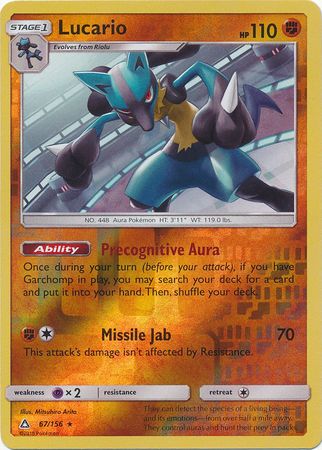 STAGE 1 Lucario HP 110
Evolves from Riolu
NO. 448 Aura Pokémon HT: 3'11" WT: 119.0 lbs.
Ability Precognitive Aura
Once during your turn (before your attack), if you have
Garchomp in play, you may search your deck for a card
and put it into your hand. Then, shuffle your deck.
Missile Jab 70
This attack's damage isn't affected by Resistance.
weakness ×2 resistance retreat
Illus. Mitsuhiro Arita
67/156 ★
©2018 Pokémon
They can detect the species of a living
being—and its emotions—from over half a mile away.
They control auras and hunt their prey in packs.